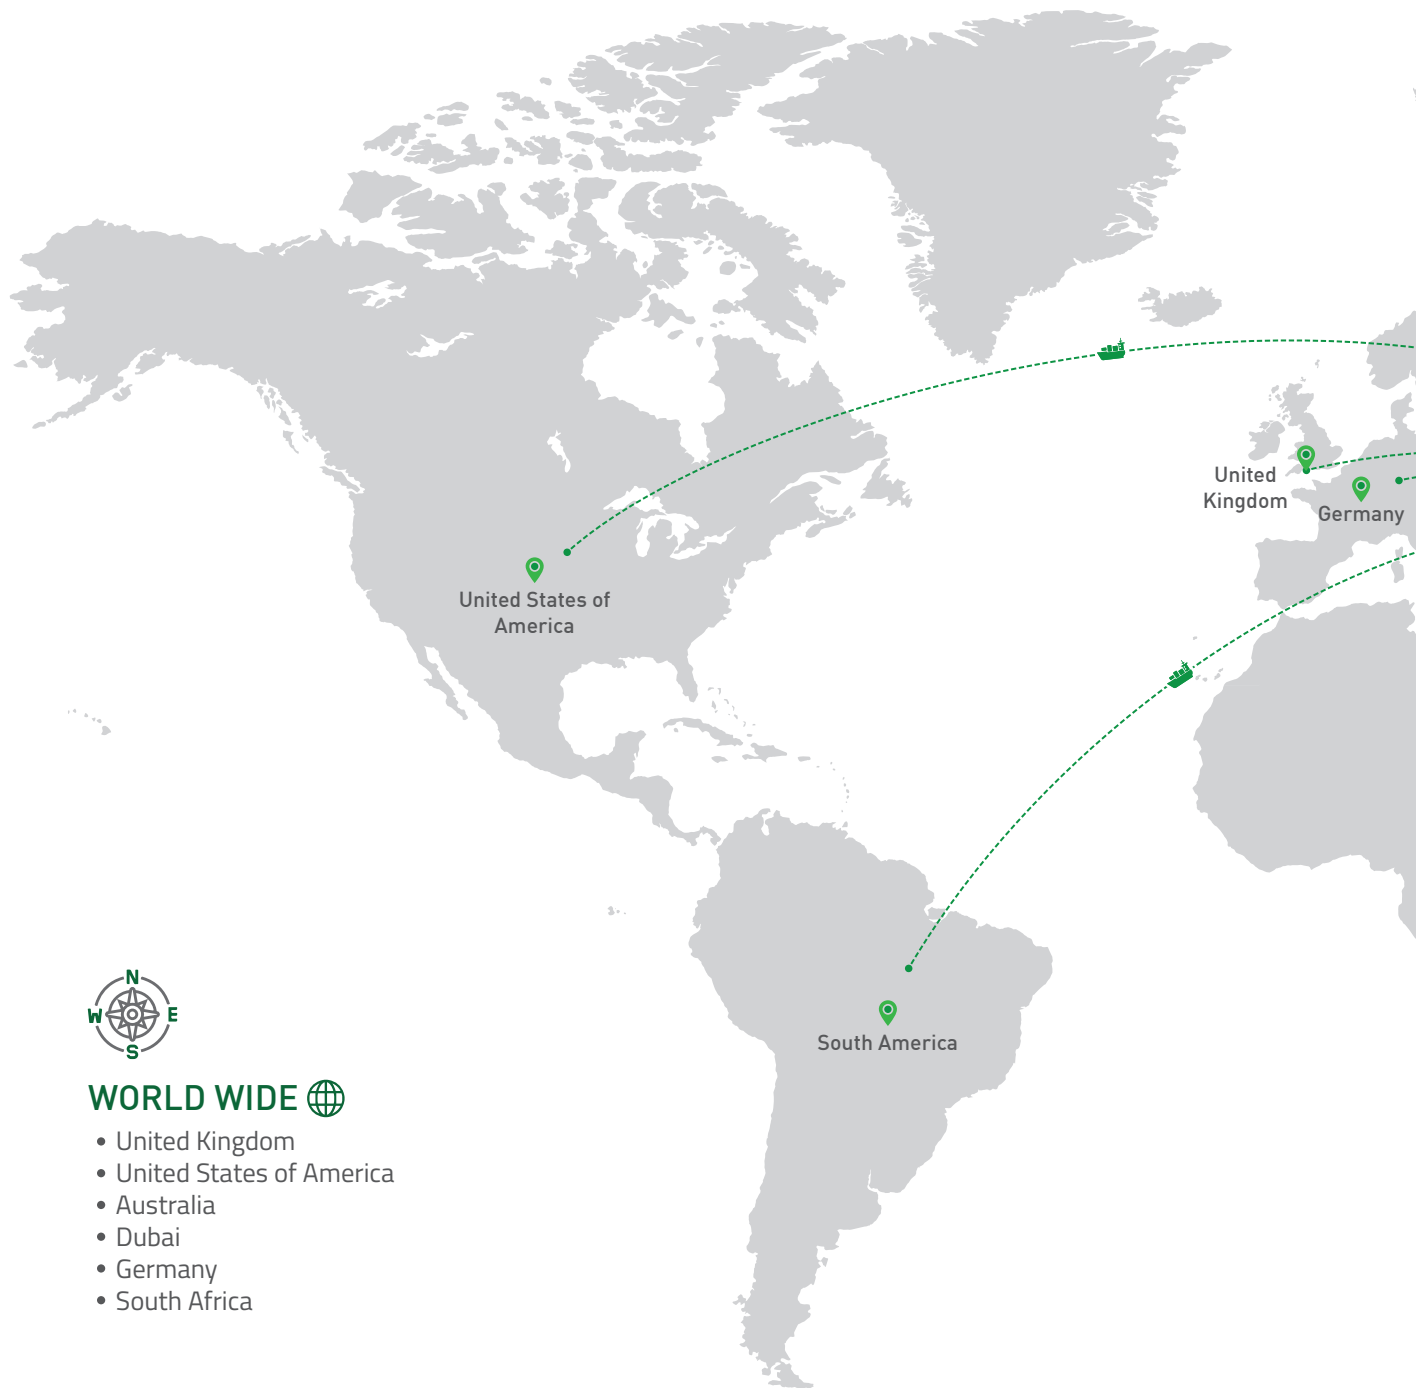 United
Kingdom
Germany
United States of
America
South America
N
W E
S
WORLD WIDE
• United Kingdom
• United States of America
• Australia
• Dubai
• Germany
• South Africa